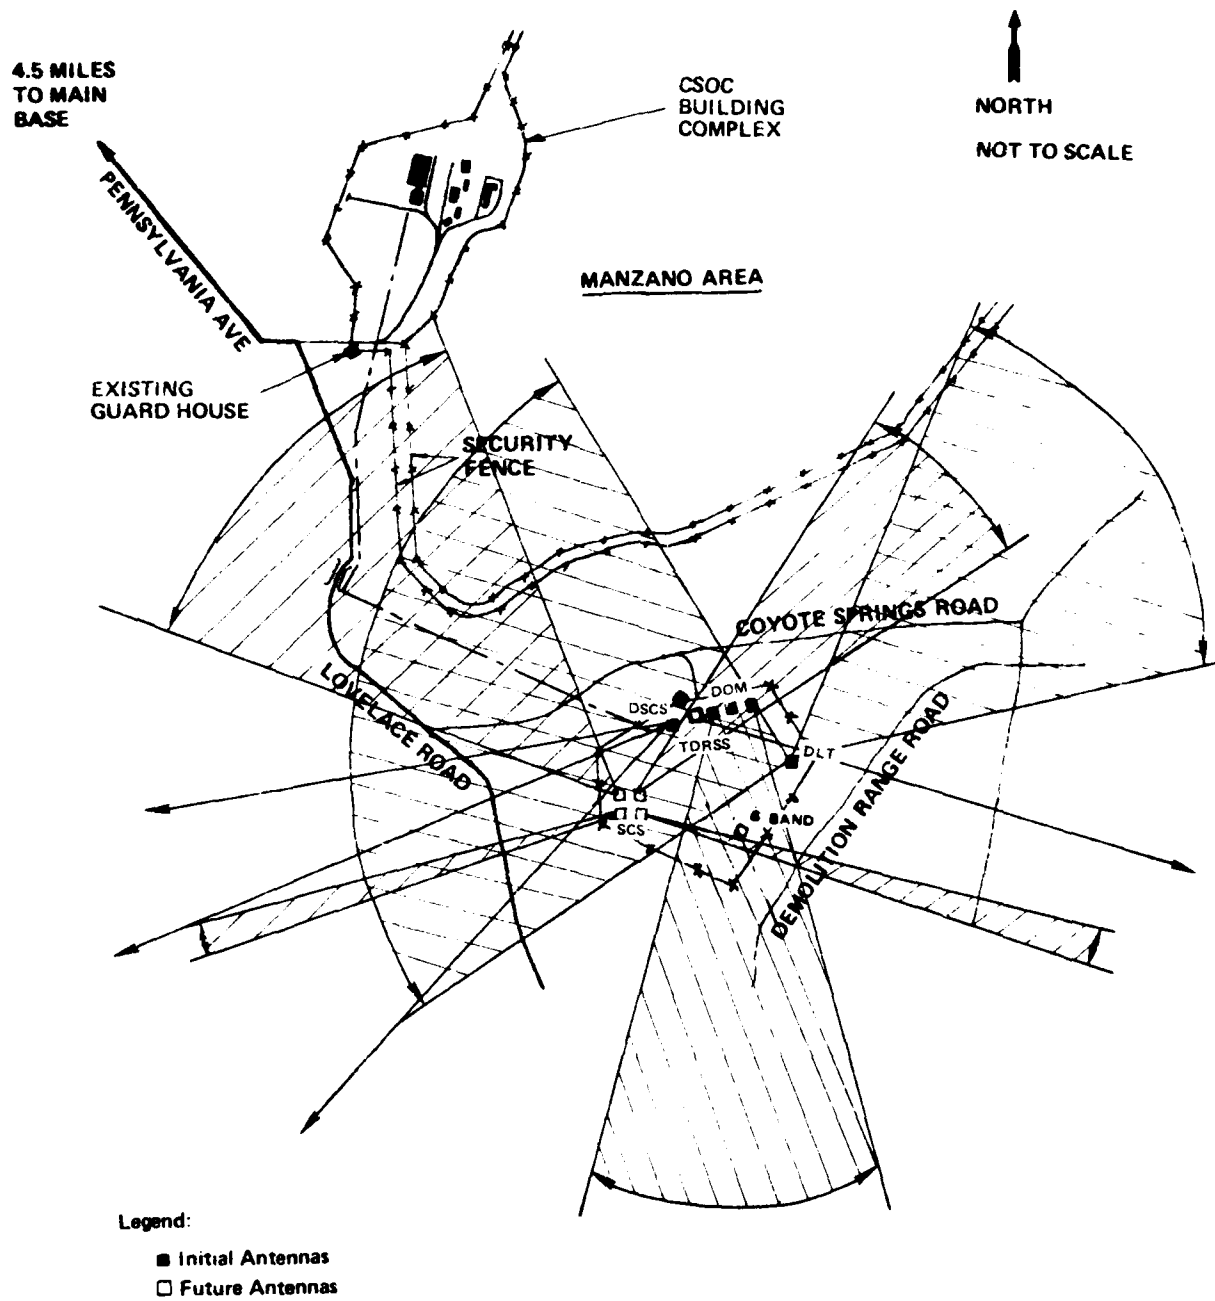 4.5 MILES
TO MAIN
BASE
CSOC
BUILDING
COMPLEX
NORTH
NOT TO SCALE
PENNSYLVANIA AVE
MANZANO AREA
EXISTING
GUARD HOUSE
SECURITY
FENCE
COYOTE SPRINGS ROAD
LOVELACE ROAD
DSCS
DOM
TDRSS
DLT
SCS
BAND
DEMOLITION RANGE ROAD
Legend:
Initial Antennas
Future Antennas